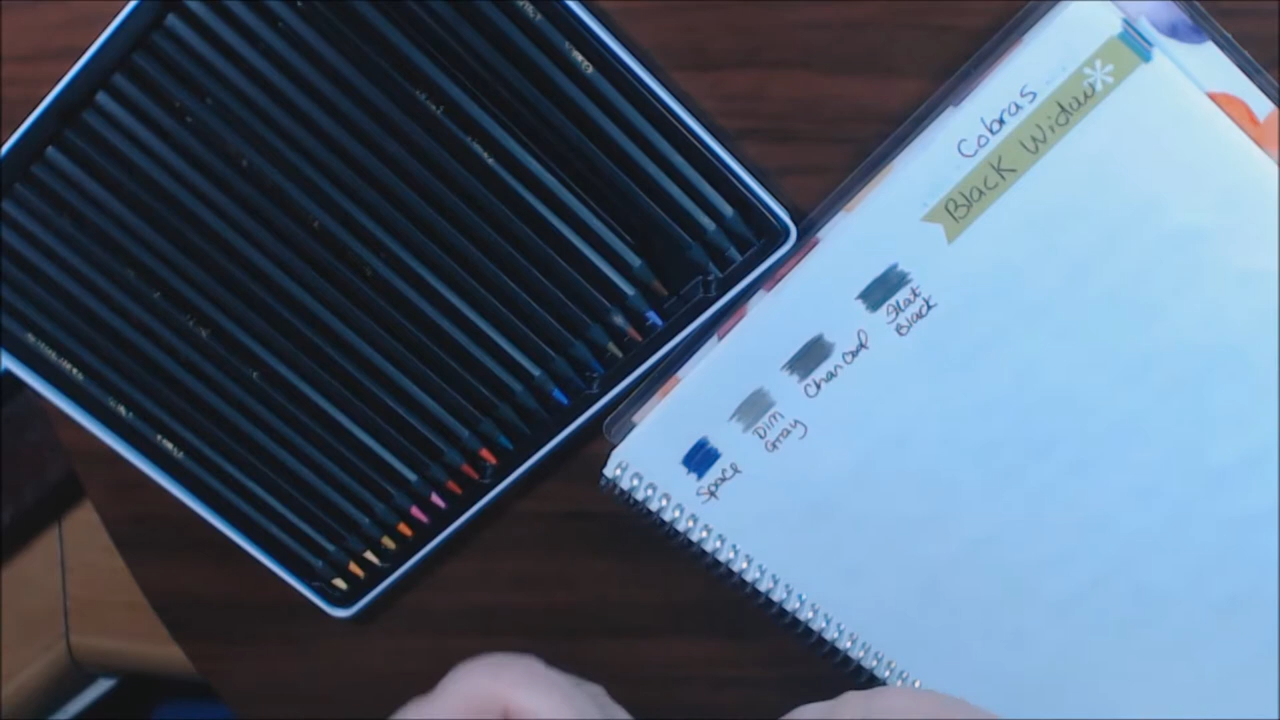 Cobras
Black Widow
Flat
Black
Charcoal
Dim
Gray
Space